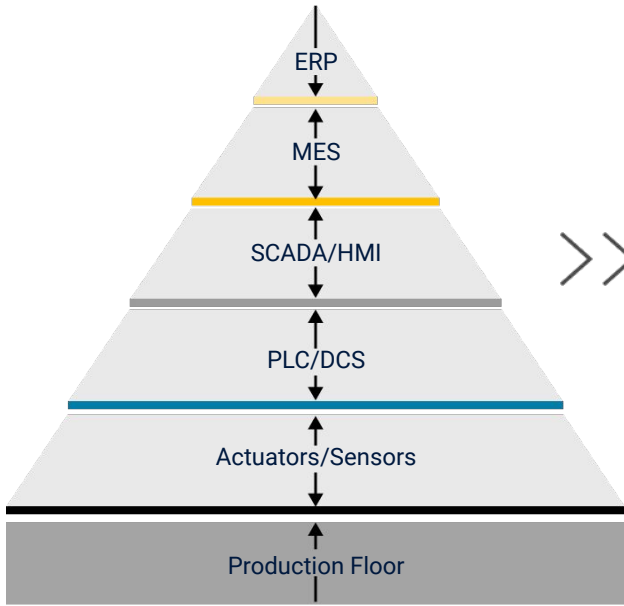 ERP
MES
SCADA/HMI
PLC/DCS
Actuators/Sensors
Production Floor